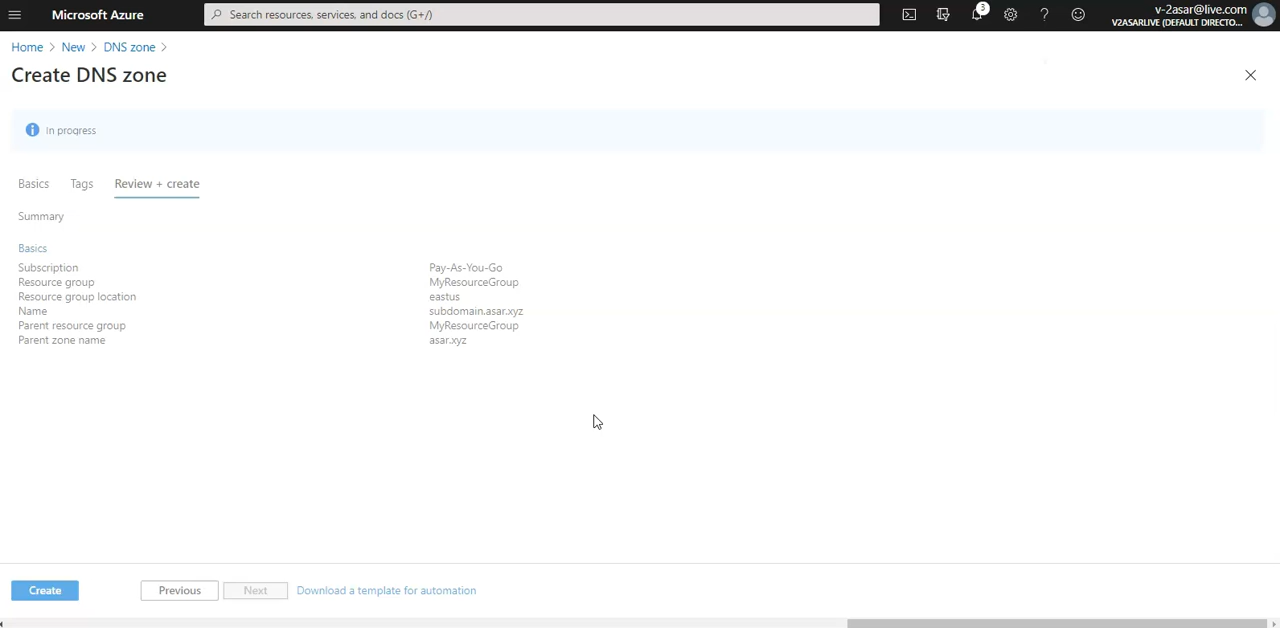 Microsoft Azure
Search resources, services, and docs (G+/)
3
v-2asar@live.com
V2ASARLIVE (DEFAULT DIRECTO...
Home > New > DNS zone >
Create DNS zone
In progress
Basics Tags Review + create
Summary
Basics
Subscription Pay-As-You-Go
Resource group MyResourceGroup
Resource group location eastus
Name subdomain.asar.xyz
Parent resource group MyResourceGroup
Parent zone name asar.xyz
Create Previous Next Download a template for automation